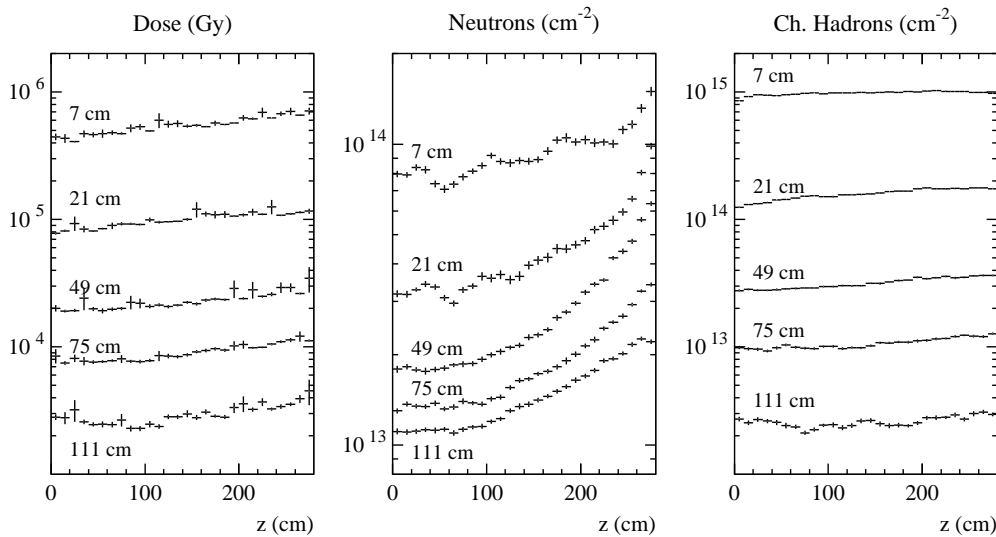 Dose (Gy)
10^6
10^5
10^4
7 cm
21 cm
49 cm
75 cm
111 cm
0 100 200
z (cm)
Neutrons (cm^-2)
10^14
10^13
7 cm
21 cm
49 cm
75 cm
111 cm
0 100 200
z (cm)
Ch. Hadrons (cm^-2)
10^15
10^14
10^13
7 cm
21 cm
49 cm
75 cm
111 cm
0 100 200
z (cm)